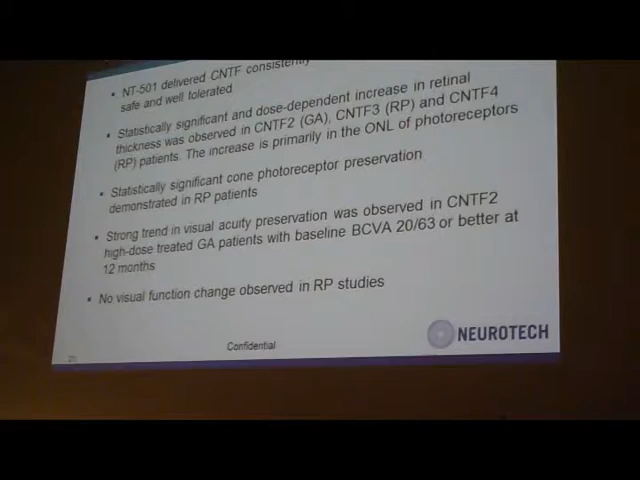 • NT-501 delivered CNTF consistently
safe and well tolerated
• Statistically significant and dose-dependent increase in retinal
thickness was observed in CNTF2 (GA), CNTF3 (RP) and CNTF4
(RP) patients. The increase is primarily in the ONL of photoreceptors
• Statistically significant cone photoreceptor preservation
demonstrated in RP patients
• Strong trend in visual acuity preservation was observed in CNTF2
high-dose treated GA patients with baseline BCVA 20/63 or better at
12 months
• No visual function change observed in RP studies
Confidential
NEUROTECH